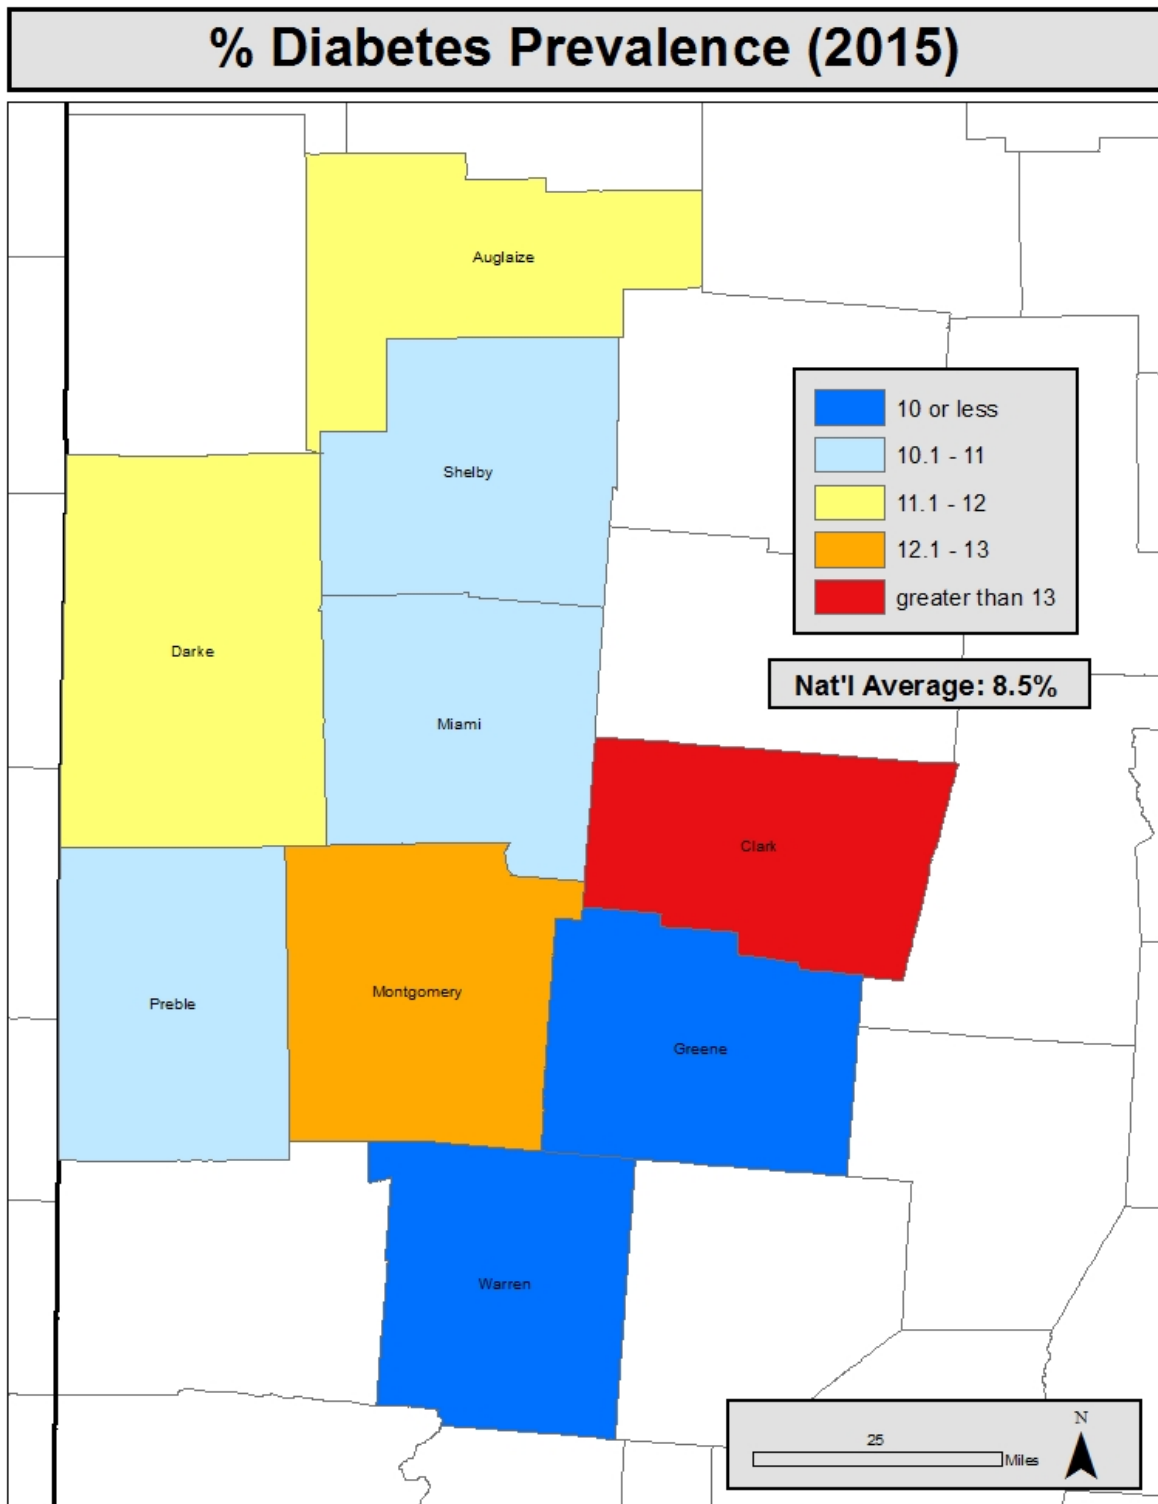 % Diabetes Prevalence (2015)
Auglaize
Shelby
10 or less
10.1 - 11
11.1 - 12
12.1 - 13
greater than 13
Darke
Nat'l Average: 8.5%
Miami
Clark
Preble
Montgomery
Greene
Warren
N
25
Miles